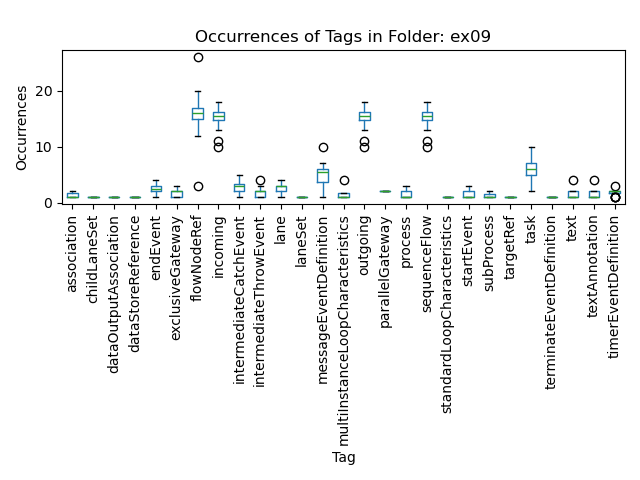 Occurrences of Tags in Folder: ex09
Occurrences
20
10
0
association
childLaneSet
dataOutputAssociation
dataStoreReference
endEvent
exclusiveGateway
flowNodeRef
incoming
intermediateCatchEvent
intermediateThrowEvent
lane
laneSet
messageEventDefinition
multiInstanceLoopCharacteristics
outgoing
parallelGateway
process
sequenceFlow
standardLoopCharacteristics
startEvent
subProcess
targetRef
task
terminateEventDefinition
text
textAnnotation
timerEventDefinition
Tag